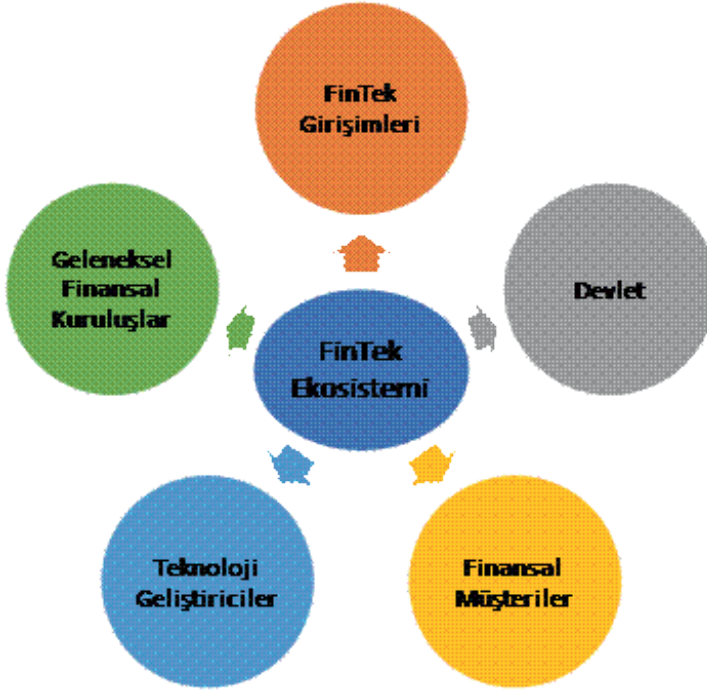 FinTek
Girişimleri
Geleneksel
Finansal
Kuruluşlar
Devlet
FinTek
Ekosistemi
Teknoloji
Geliştiriciler
Finansal
Müşteriler